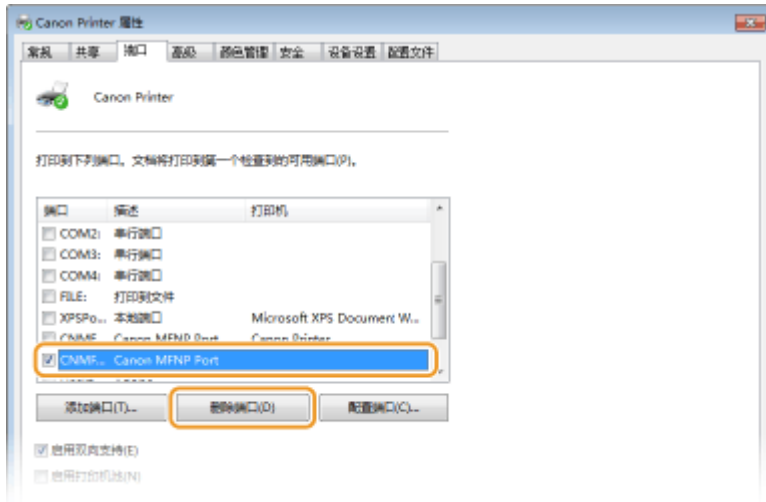 Canon Printer 属性
常规 共享 端口 高级 颜色管理 安全 设备设置 配置文件
Canon Printer
打印到下列端口。文档将打印到第一个检查到的可用端口(P)。
端口 描述 打印机
COM2: 串行端口
COM3: 串行端口
COM4: 串行端口
FILE: 打印到文件
XPSPo... 本地端口 Microsoft XPS Document W...
CNMF Canon MFNP Port Canon Printer
CNMF... Canon MFNP Port
添加端口(T)... 删除端口(D) 配置端口(C)...
启用双向支持(E)
启用打印机池(N)